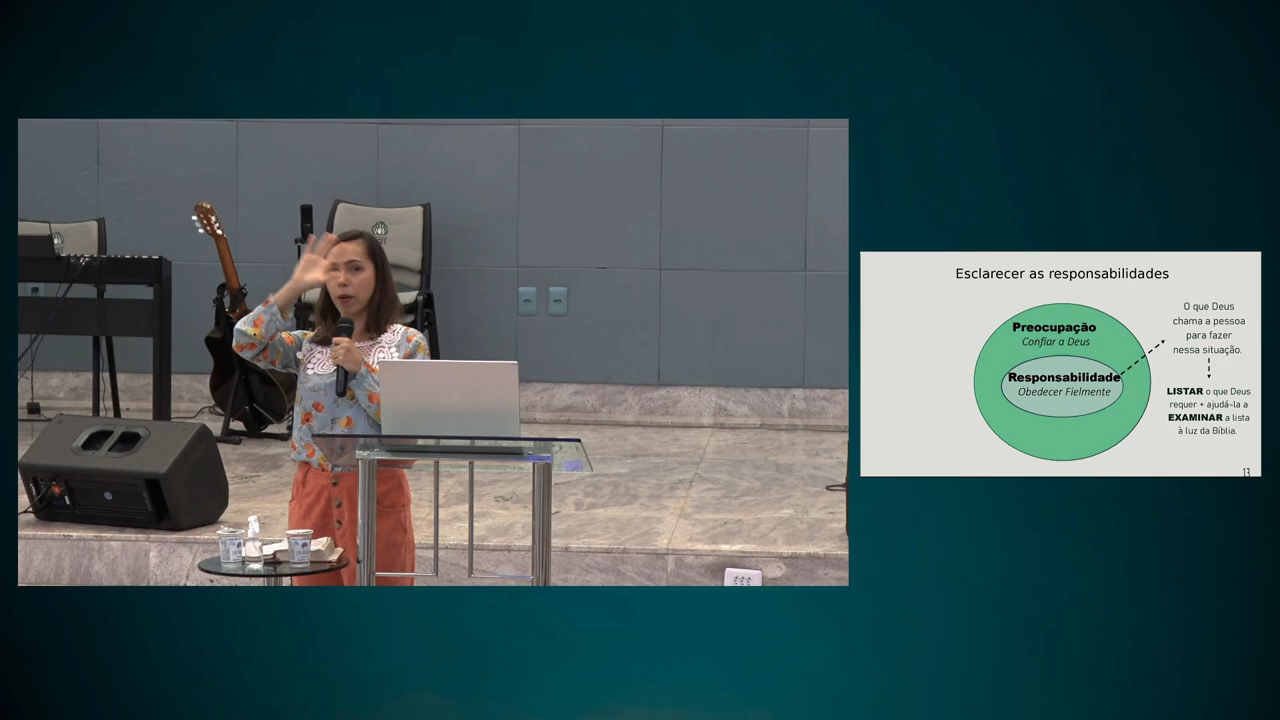 Esclarecer as responsabilidades
Preocupação
Confiar a Deus
Responsabilidade
Obedecer Fielmente
O que Deus
chama a pessoa
para fazer
nessa situação.
LISTAR o que Deus
requer + ajudá-la a
EXAMINAR a lista
à luz da Bíblia.
13